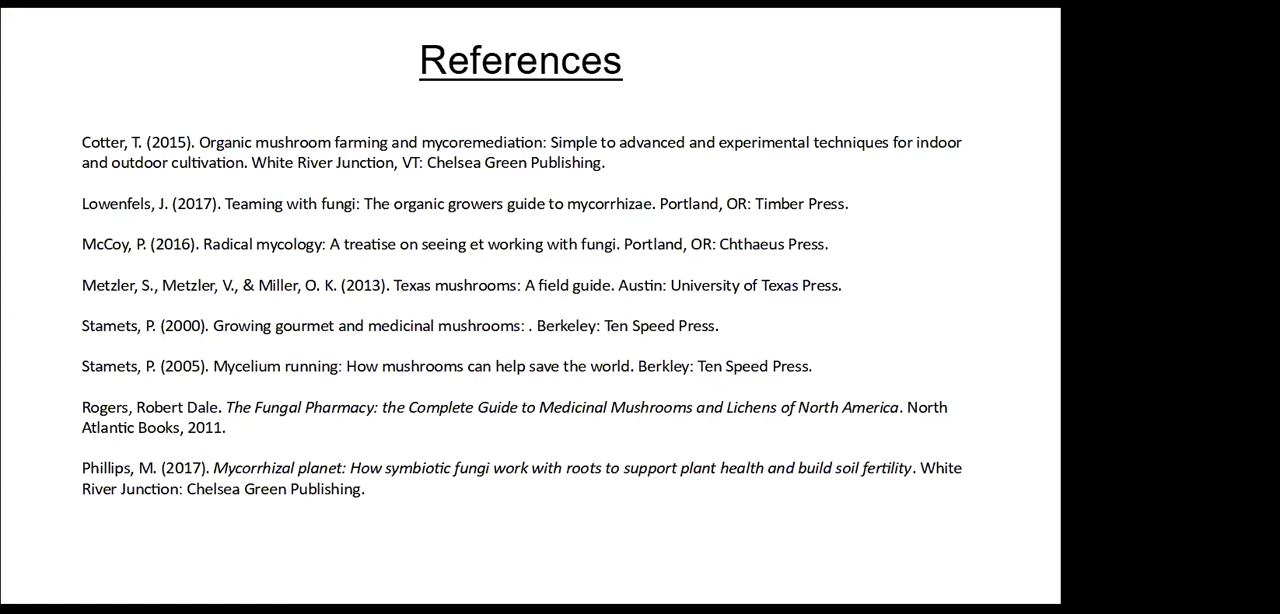 References
Cotter, T. (2015). Organic mushroom farming and mycoremediation: Simple to advanced and experimental techniques for indoor
and outdoor cultivation. White River Junction, VT: Chelsea Green Publishing.
Lowenfels, J. (2017). Teaming with fungi: The organic growers guide to mycorrhizae. Portland, OR: Timber Press.
McCoy, P. (2016). Radical mycology: A treatise on seeing et working with fungi. Portland, OR: Chthaeus Press.
Metzler, S., Metzler, V., & Miller, O. K. (2013). Texas mushrooms: A field guide. Austin: University of Texas Press.
Stamets, P. (2000). Growing gourmet and medicinal mushrooms: . Berkeley: Ten Speed Press.
Stamets, P. (2005). Mycelium running: How mushrooms can help save the world. Berkley: Ten Speed Press.
Rogers, Robert Dale. The Fungal Pharmacy: the Complete Guide to Medicinal Mushrooms and Lichens of North America. North
Atlantic Books, 2011.
Phillips, M. (2017). Mycorrhizal planet: How symbiotic fungi work with roots to support plant health and build soil fertility. White
River Junction: Chelsea Green Publishing.